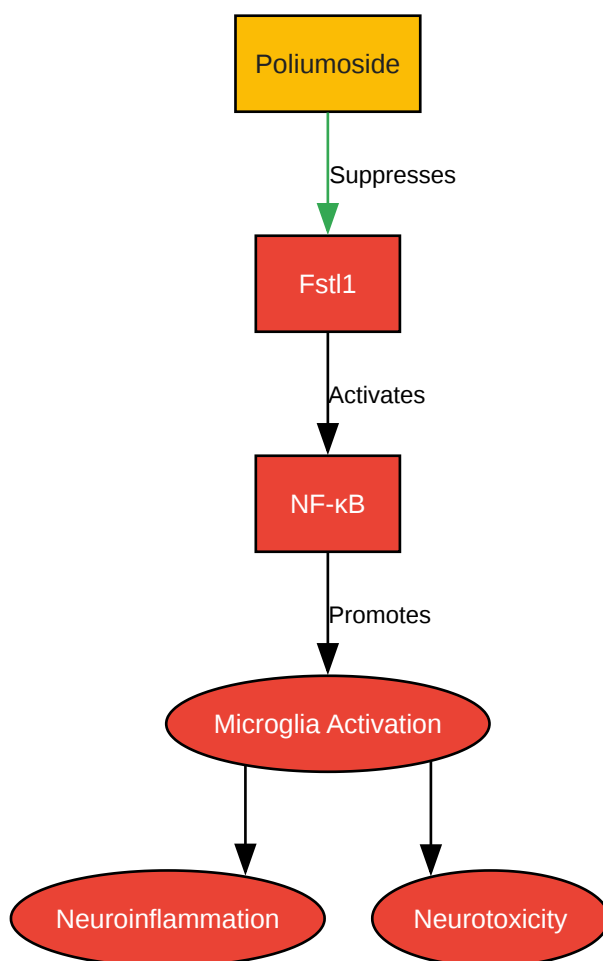 Poliumoside
Suppresses
Fstl1
Activates
NF-κB
Promotes
Microglia Activation
Neuroinflammation
Neurotoxicity